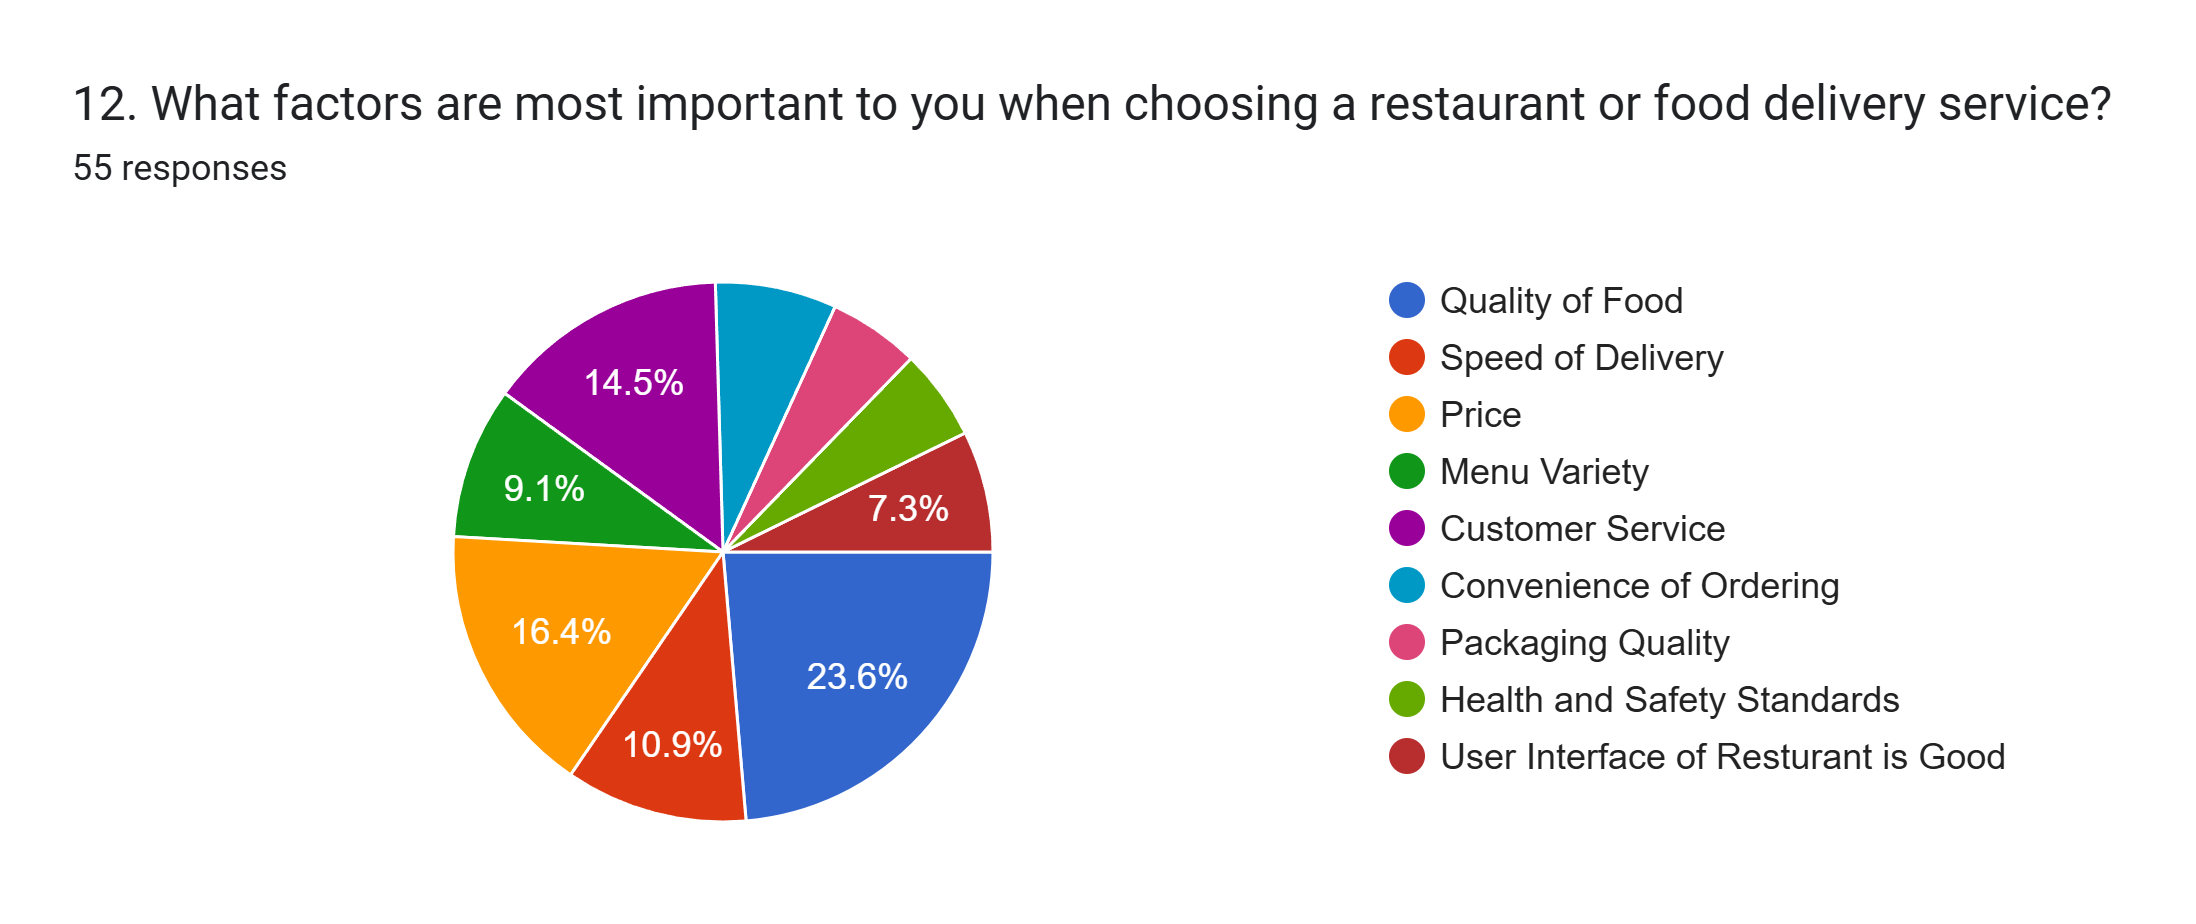 12. What factors are most important to you when choosing a restaurant or food delivery service?
55 responses
14.5%
9.1%
7.3%
16.4%
23.6%
10.9%
Quality of Food
Speed of Delivery
Price
Menu Variety
Customer Service
Convenience of Ordering
Packaging Quality
Health and Safety Standards
User Interface of Resturant is Good